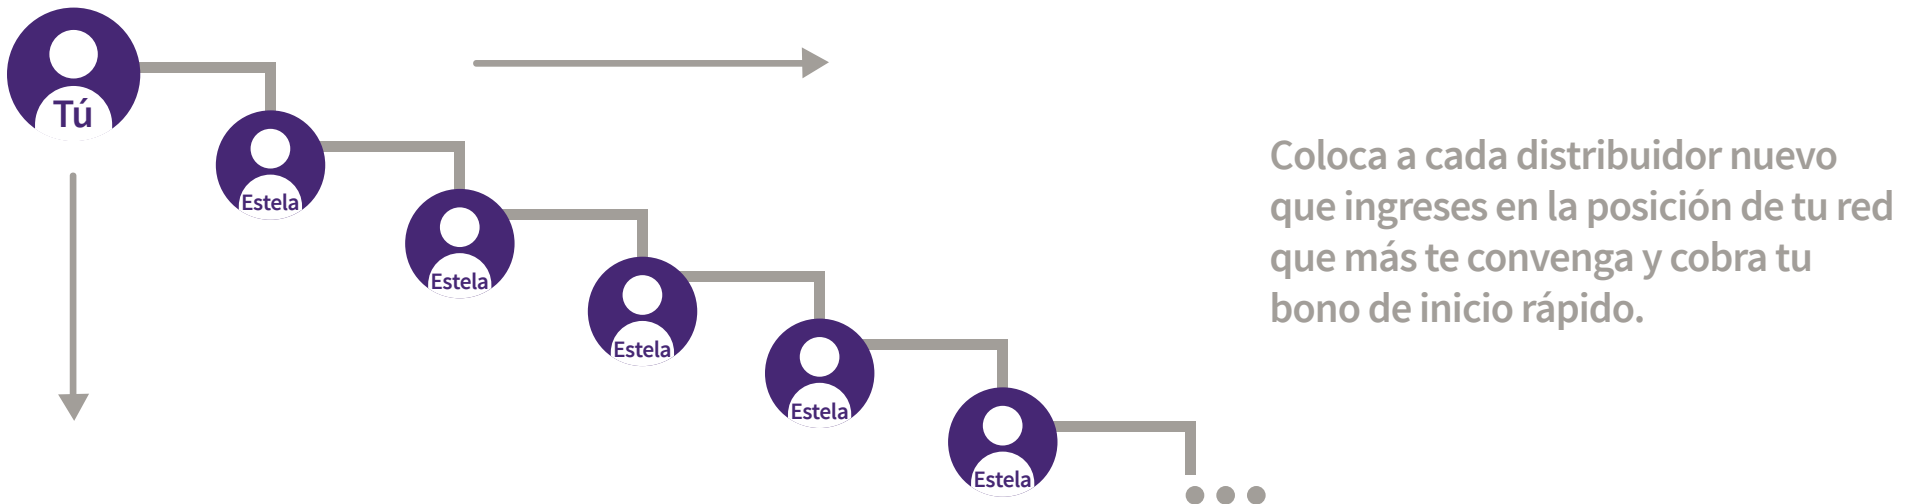 Tú
Estela
Estela
Estela
Estela
Estela
Coloca a cada distribuidor nuevo
que ingreses en la posición de tu red
que más te convenga y cobra tu
bono de inicio rápido.